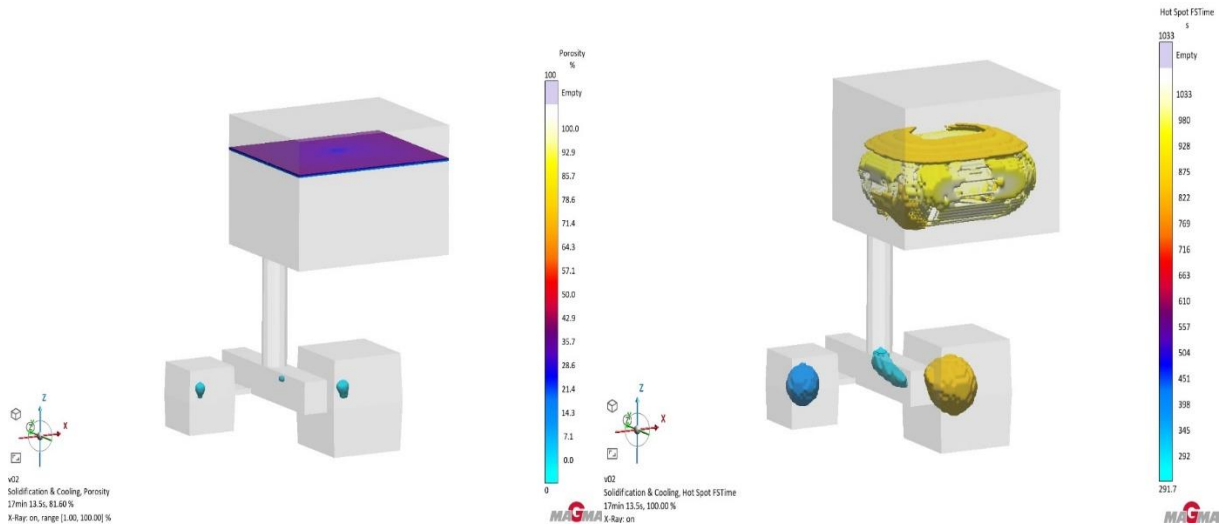 Porosity
%
100
Empty
100.0
92.9
85.7
78.6
71.4
64.3
57.1
50.0
42.9
35.7
28.6
21.4
14.3
7.1
0.0
0
Z
X
v02
Solidification & Cooling, Porosity
17min 13.5s, 81.60 %
X-Ray: on, range [1.00, 100.00] %
MAGMA
Hot Spot FSTime
s
1033
Empty
1033
980
928
875
822
769
716
663
610
557
504
451
398
345
292
291.7
Z
X
v02
Solidification & Cooling, Hot Spot FSTime
17min 13.5s, 100.00 %
X-Ray: on
MAGMA